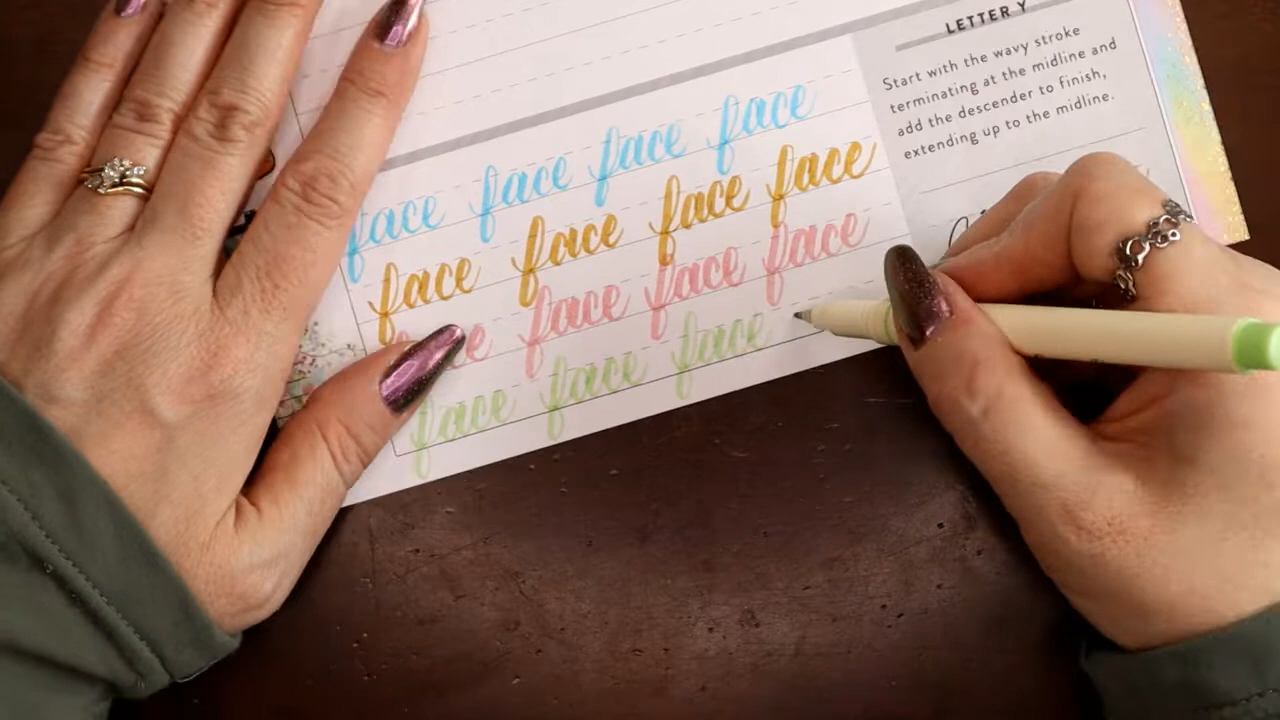 LETTER Y
Start with the wavy stroke
terminating at the midline and
add the descender to finish,
extending up to the midline.
face face face face
face face face face
face face face
face face face